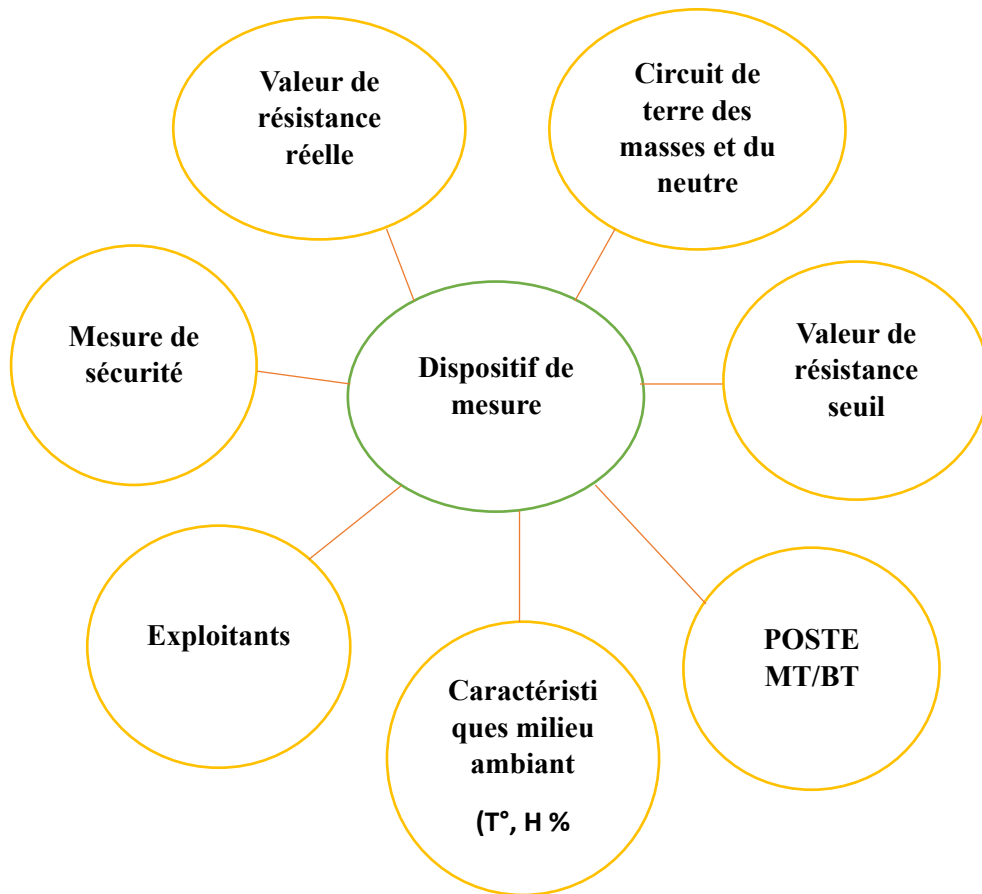 Valeur de
résistance
réelle
Circuit de
terre des
masses et du
neutre
Mesure de
sécurité
Dispositif de
mesure
Valeur de
résistance
seuil
Exploitants
Caractéristi
ques milieu
ambiant
(T°, H %
POSTE
MT/BT